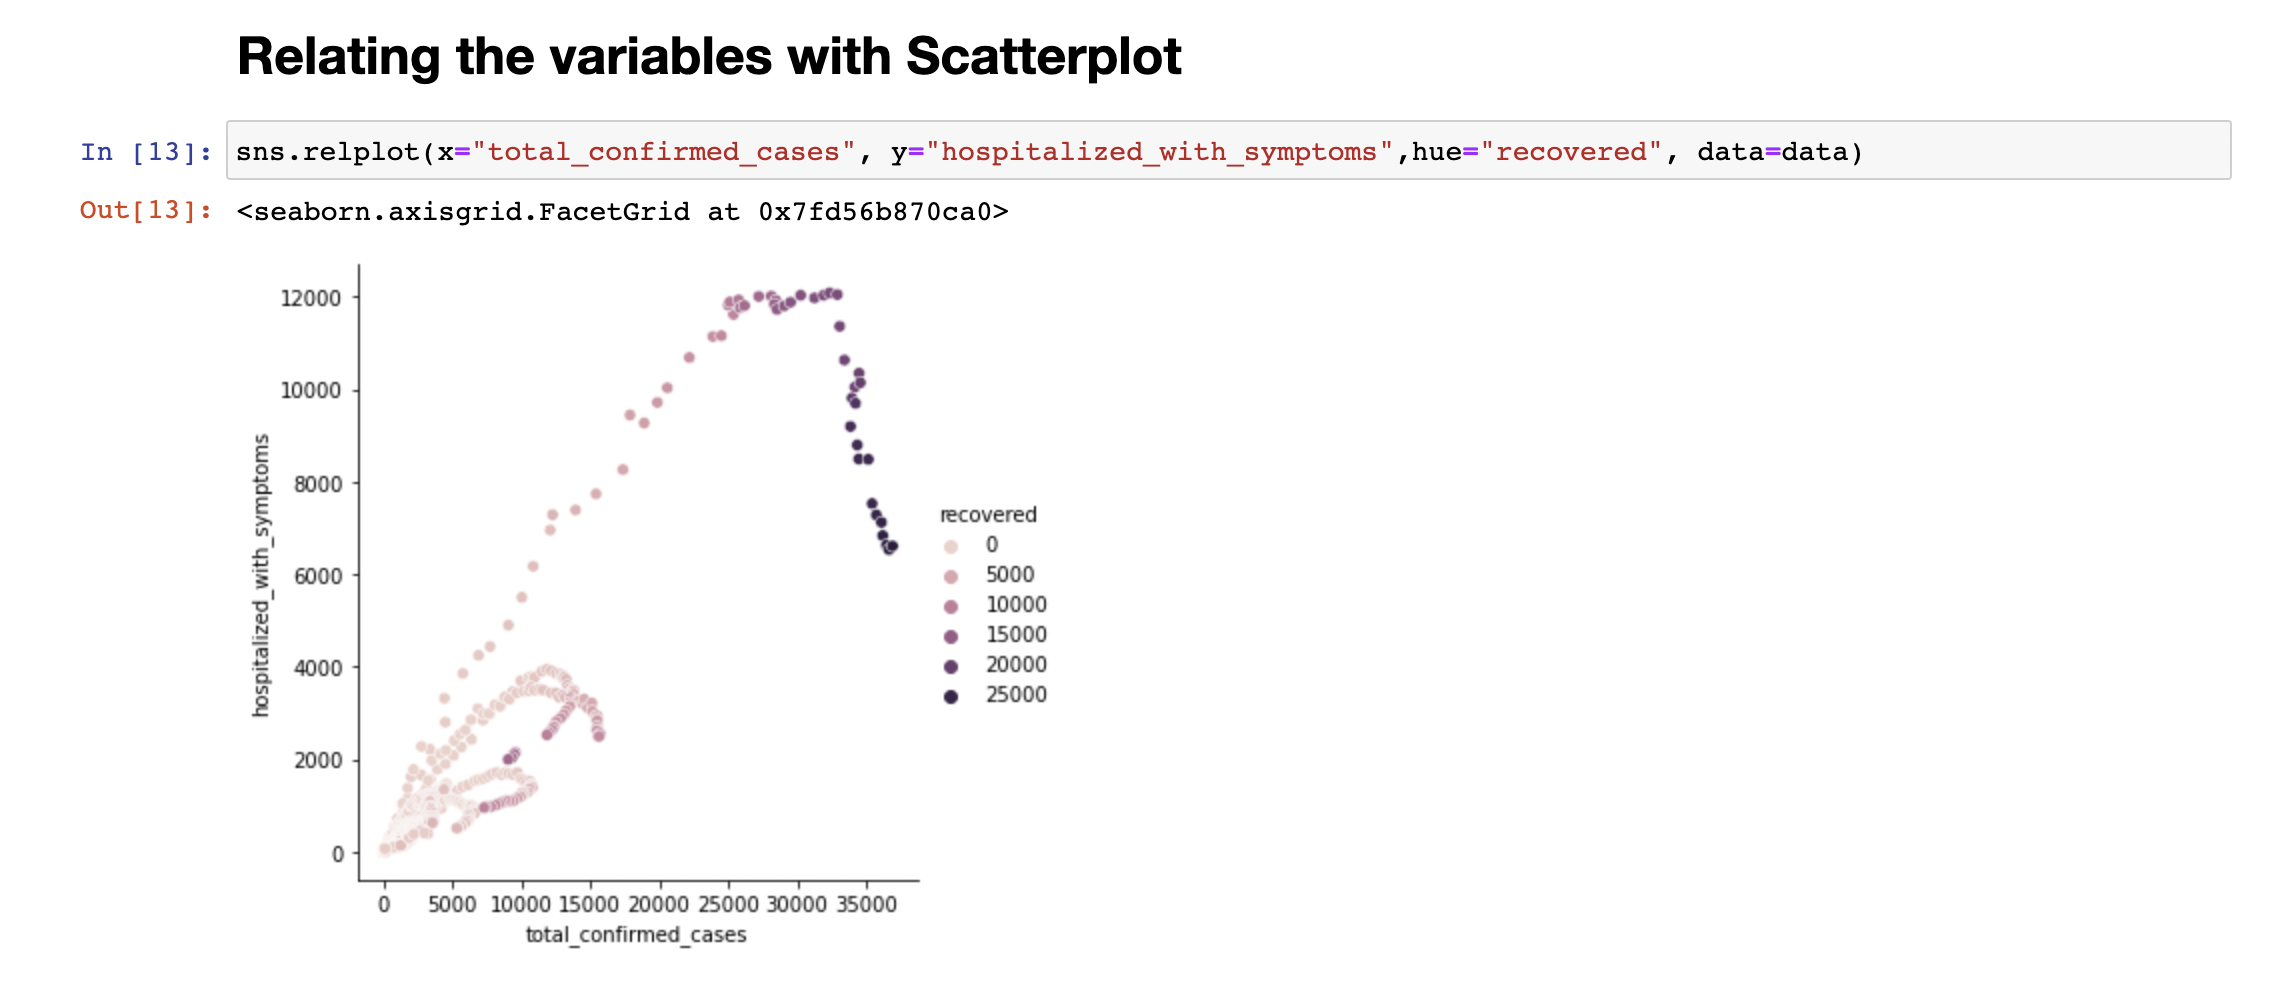 Relating the variables with Scatterplot
In [13]: sns.relplot(x="total_confirmed_cases", y="hospitalized_with_symptoms",hue="recovered", data=data)
Out[13]: <seaborn.axisgrid.FacetGrid at 0x7fd56b870ca0>
12000
10000
8000
6000
4000
2000
0
hospitalized_with_symptoms
0 5000 10000 15000 20000 25000 30000 35000
total_confirmed_cases
recovered
0
5000
10000
15000
20000
25000